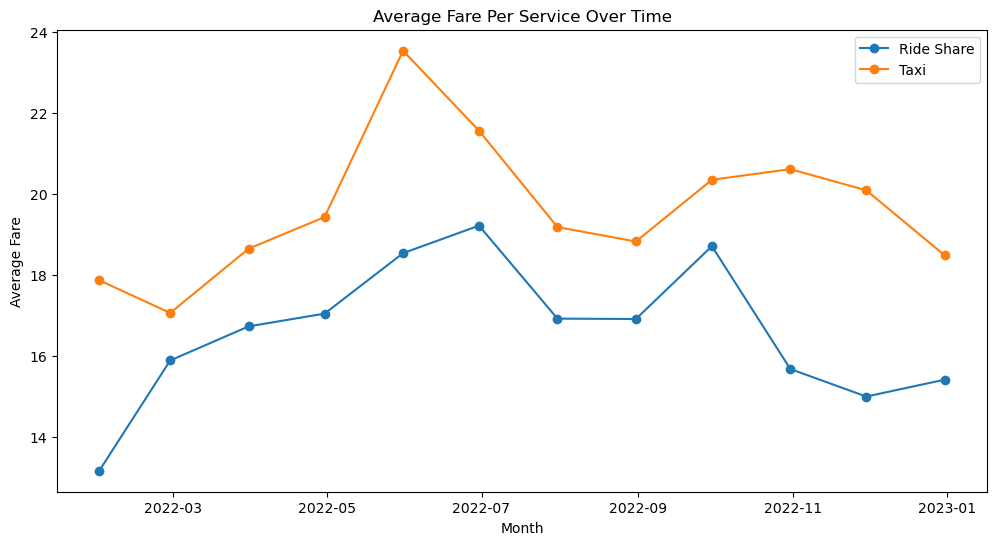 Average Fare Per Service Over Time
Ride Share
Taxi
Average Fare
24
22
20
18
16
14
2022-03 2022-05 2022-07 2022-09 2022-11 2023-01
Month